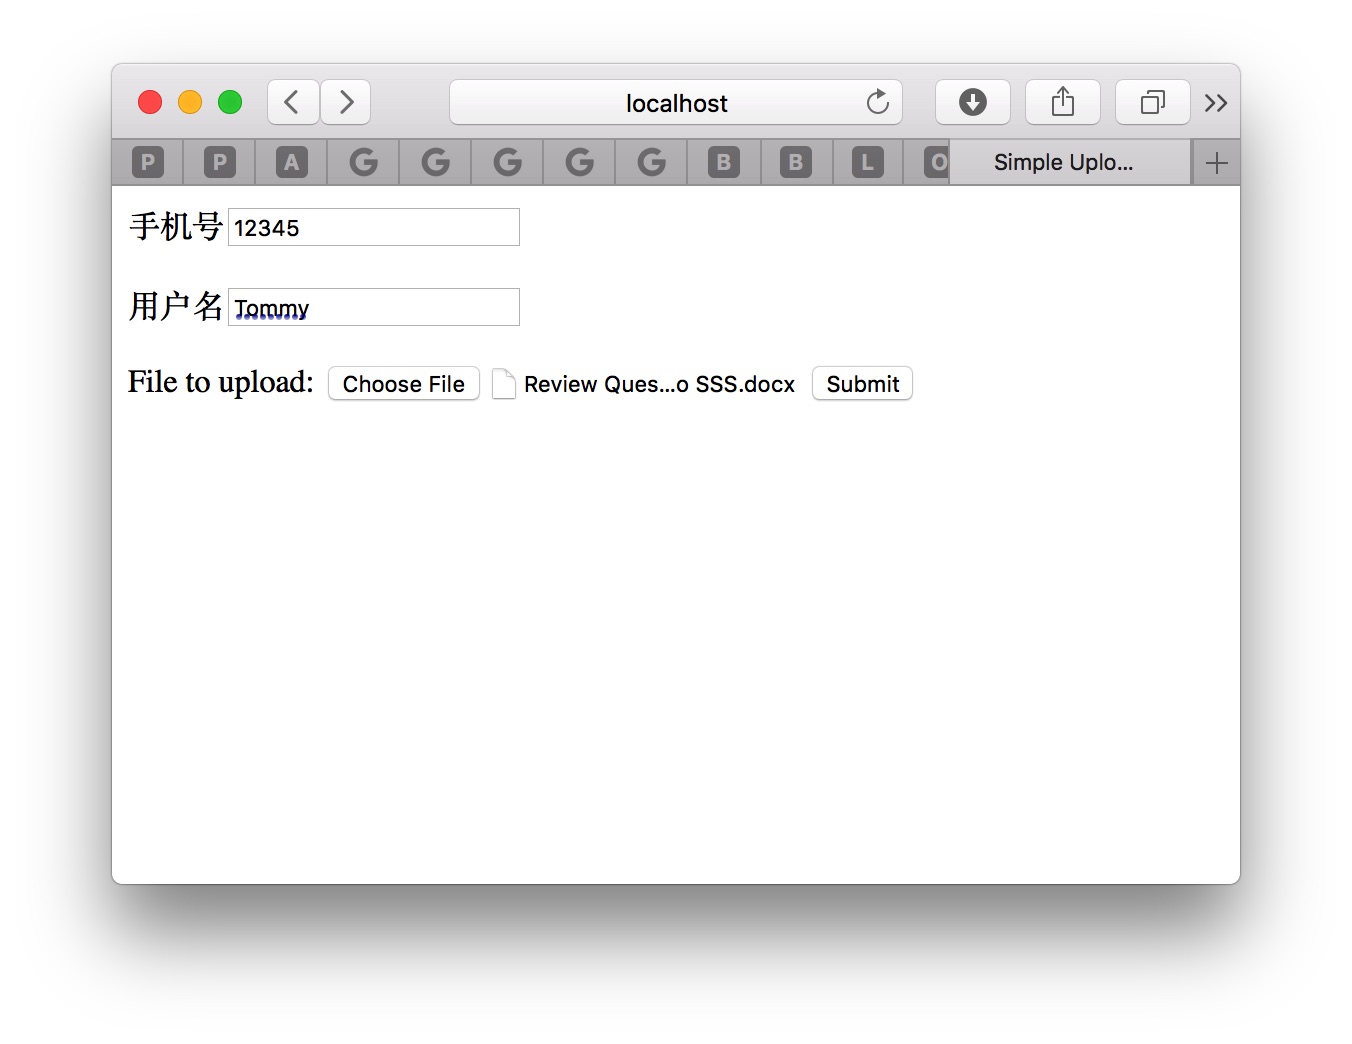 localhost
P P A G G G G G B B L O Simple Uplo...
手机号 12345
用户名 Tommy
File to upload: Choose File Review Ques...o SSS.docx Submit